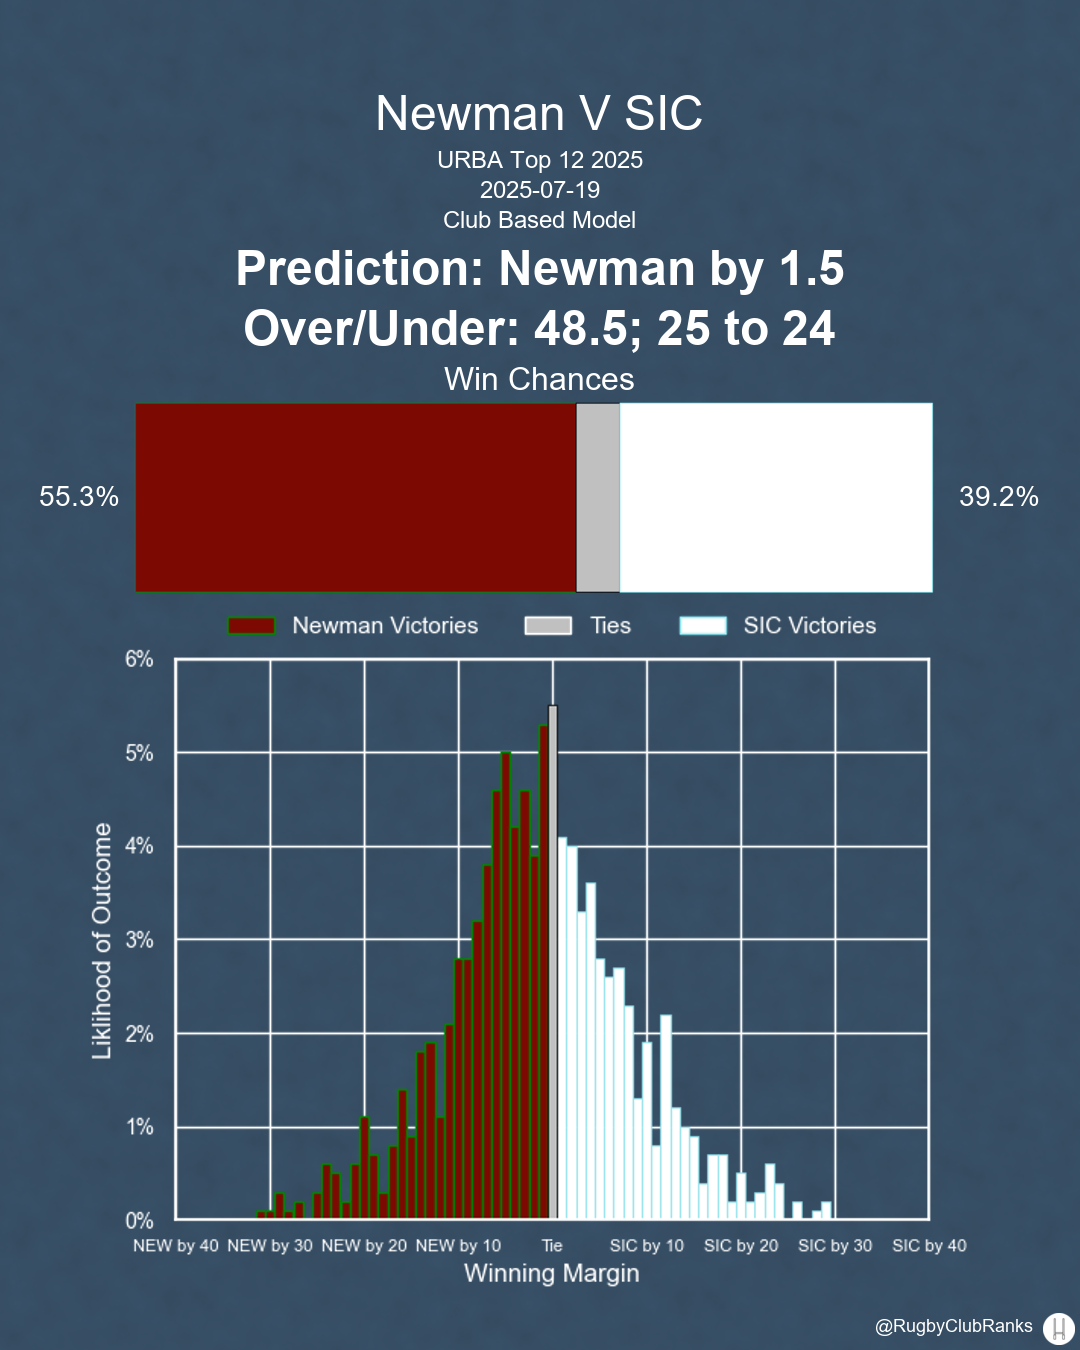 Newman V SIC
URBA Top 12 2025
2025-07-19
Club Based Model
Prediction: Newman by 1.5
Over/Under: 48.5; 25 to 24
Win Chances
55.3%
39.2%
Newman Victories
Ties
SIC Victories
6%
5%
4%
3%
2%
1%
0%
Liklihood of Outcome
NEW by 40 NEW by 30 NEW by 20 NEW by 10 Tie SIC by 10 SIC by 20 SIC by 30 SIC by 40
Winning Margin
@RugbyClubRanks